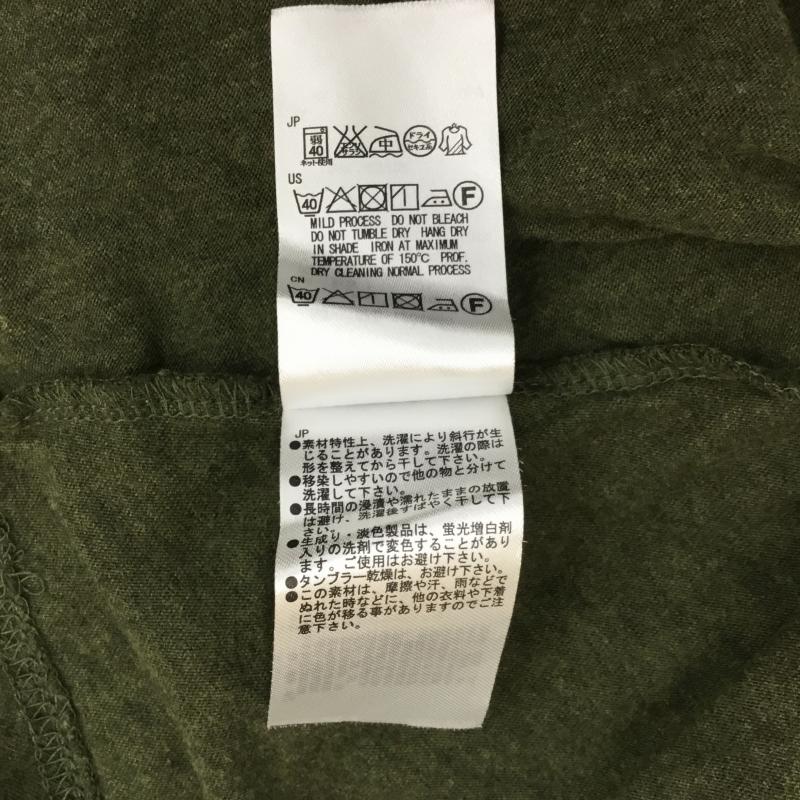 JP
弱 40 エンソサラシ 中 ドライ セキユ系
ネット使用
US
40 F
MILD PROCESS DO NOT BLEACH
DO NOT TUMBLE DRY HANG DRY
IN SHADE IRON AT MAXIMUM
TEMPERATURE OF 150℃ PROF.
DRY CLEANING NORMAL PROCESS
CN
40 F
JP
●素材特性上、洗濯により斜行が生
じることがあります。洗濯の際は
形を整えてから干して下さい。
●移染しやすいので他の物と分けて
洗濯して下さい。
●長時間の浸漬や濡れたままの放置
は避け、洗濯後すばやく干して下
さい。
●生成り・淡色製品は、蛍光増白剤
入りの洗剤で変色することがあり
ます。ご使用はお避け下さい。
●タンブラー乾燥は、お避け下さい。
●この素材は、摩擦や汗、雨などで
ぬれた時などに、他の衣料や下着
に色が移る事がありますのでご注
意下さい。